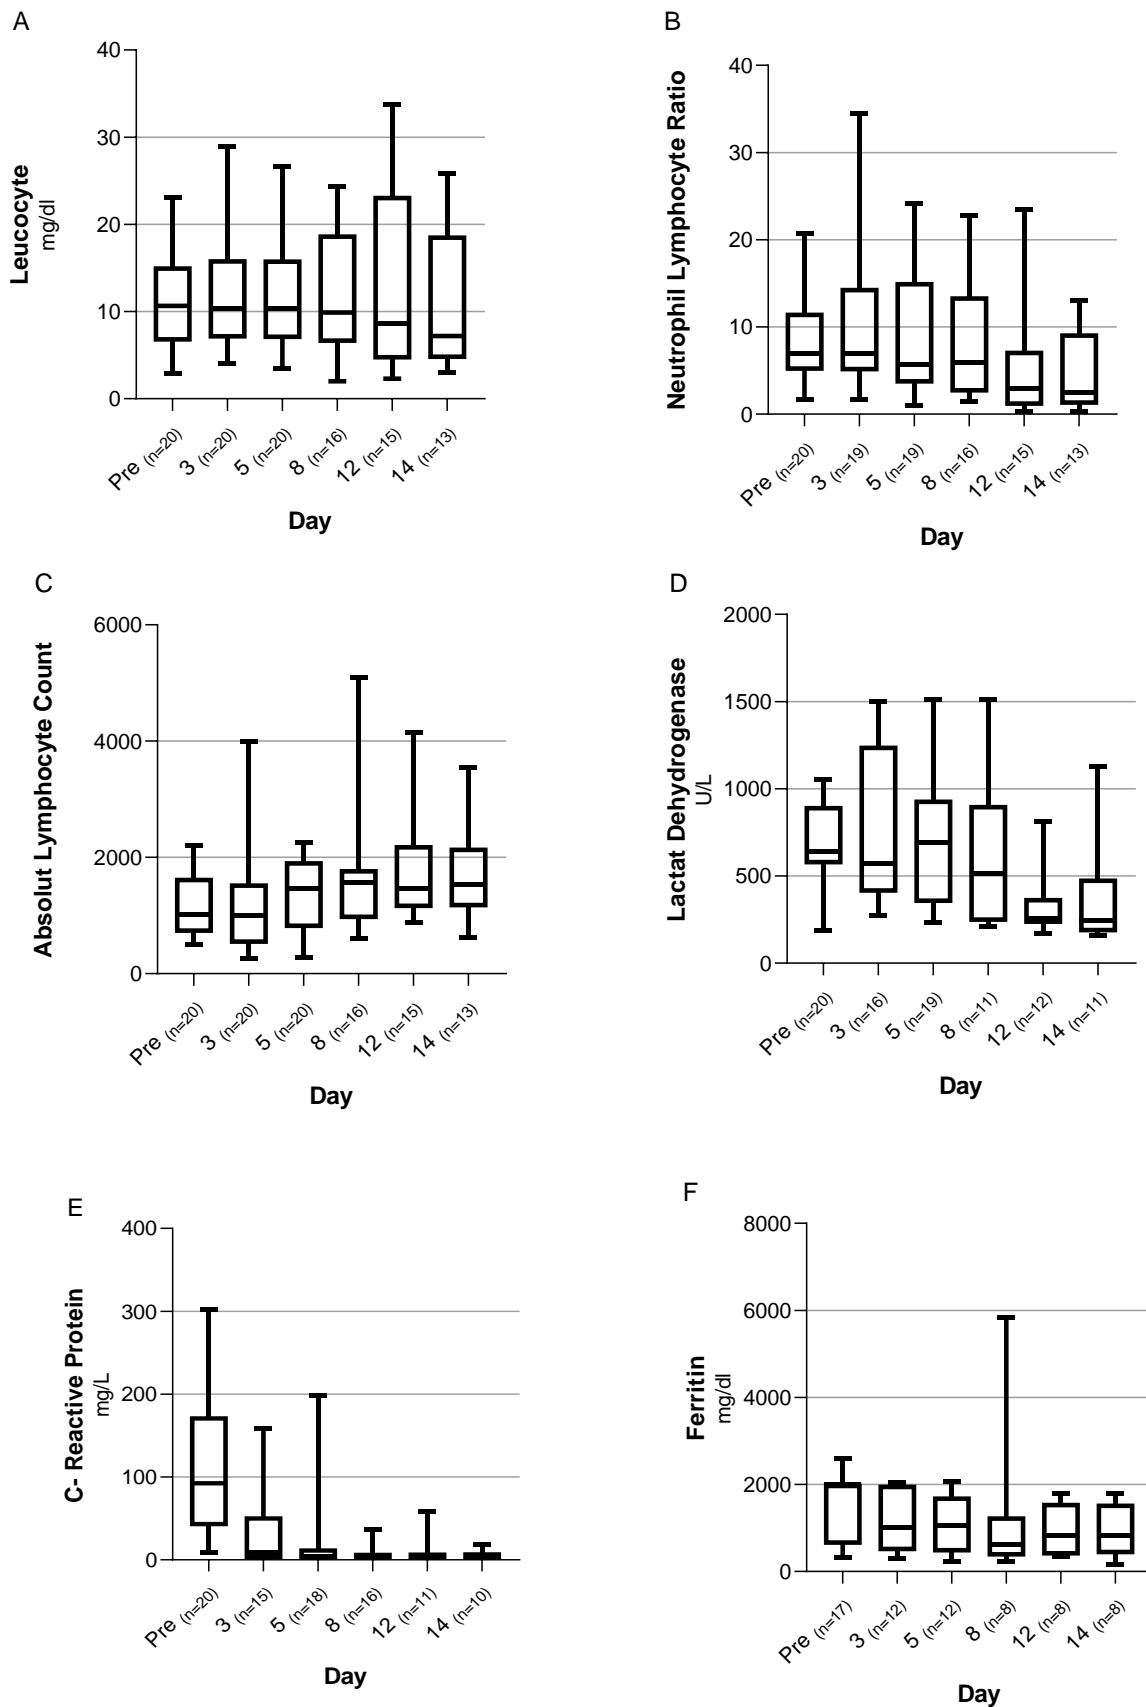 A
Leucocyte
mg/dl
40
30
20
10
0
Pre (n=20)
3 (n=20)
5 (n=20)
8 (n=16)
12 (n=15)
14 (n=13)
Day
B
Neutrophil Lymphocyte Ratio
40
30
20
10
0
Pre (n=20)
3 (n=19)
5 (n=19)
8 (n=16)
12 (n=15)
14 (n=13)
Day
C
Absolut Lymphocyte Count
6000
4000
2000
0
Pre (n=20)
3 (n=20)
5 (n=20)
8 (n=16)
12 (n=15)
14 (n=13)
Day
D
Lactat Dehydrogenase
U/L
2000
1500
1000
500
0
Pre (n=20)
3 (n=16)
5 (n=19)
8 (n=11)
12 (n=12)
14 (n=11)
Day
E
C- Reactive Protein
mg/L
400
300
200
100
0
Pre (n=20)
3 (n=15)
5 (n=18)
8 (n=16)
12 (n=11)
14 (n=10)
Day
F
Ferritin
mg/dl
8000
6000
4000
2000
0
Pre (n=17)
3 (n=12)
5 (n=12)
8 (n=8)
12 (n=8)
14 (n=8)
Day